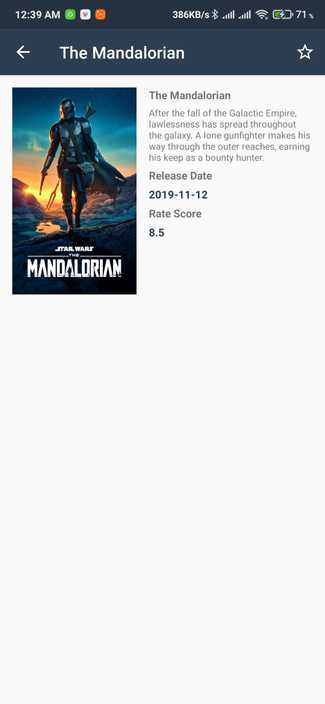 12:39 AM 386KB/s 71%
The Mandalorian
The Mandalorian
After the fall of the Galactic Empire,
lawlessness has spread throughout
the galaxy. A lone gunfighter makes his
way through the outer reaches, earning
his keep as a bounty hunter.
Release Date
2019-11-12
Rate Score
8.5
STAR WARS
THE
MANDALORIAN